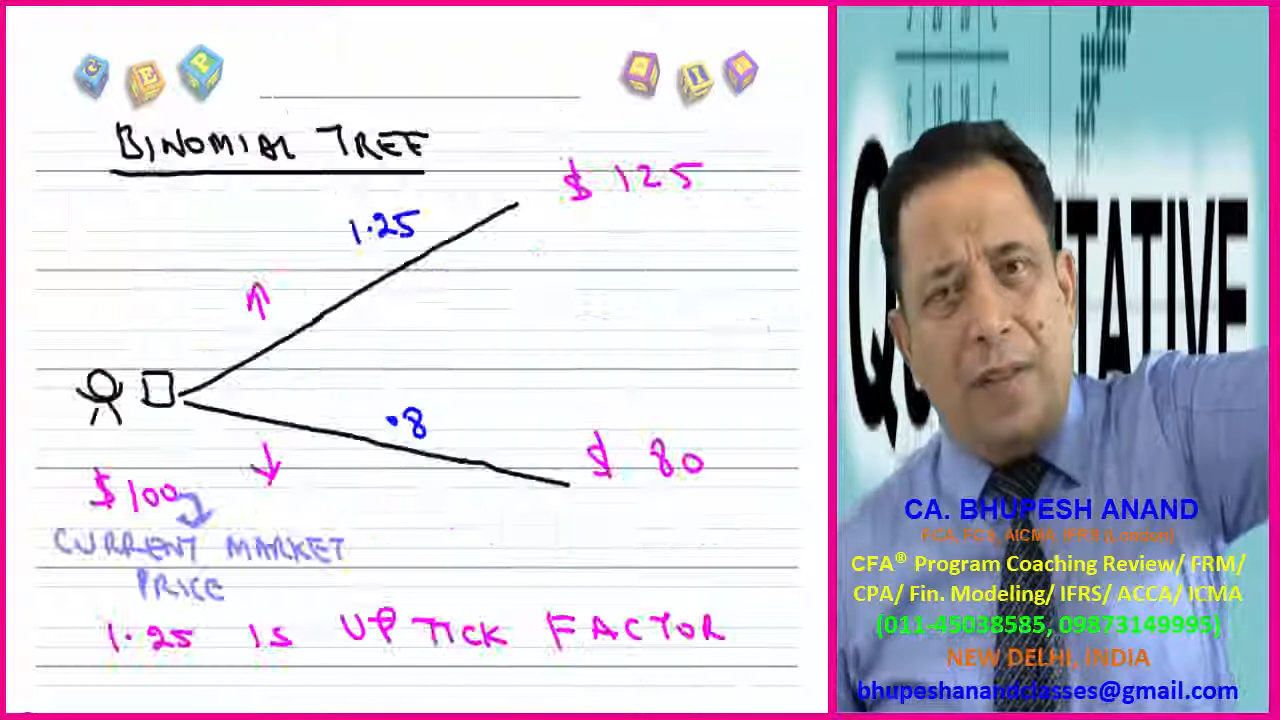 C E P
BINOMIAL TREE
$ 125
1.25
.8
$ 80
$ 100
CURRENT MARKET
PRICE
1.25 IS UP TICK FACTOR
QUANTITATIVE
CA. BHUPESH ANAND
FCA, FCS, AICMA, IFRS (London)
CFA® Program Coaching Review/ FRM/
CPA/ Fin. Modeling/ IFRS/ ACCA/ ICMA
(011-45038585, 09873149995)
NEW DELHI, INDIA
bhupeshanandclasses@gmail.com